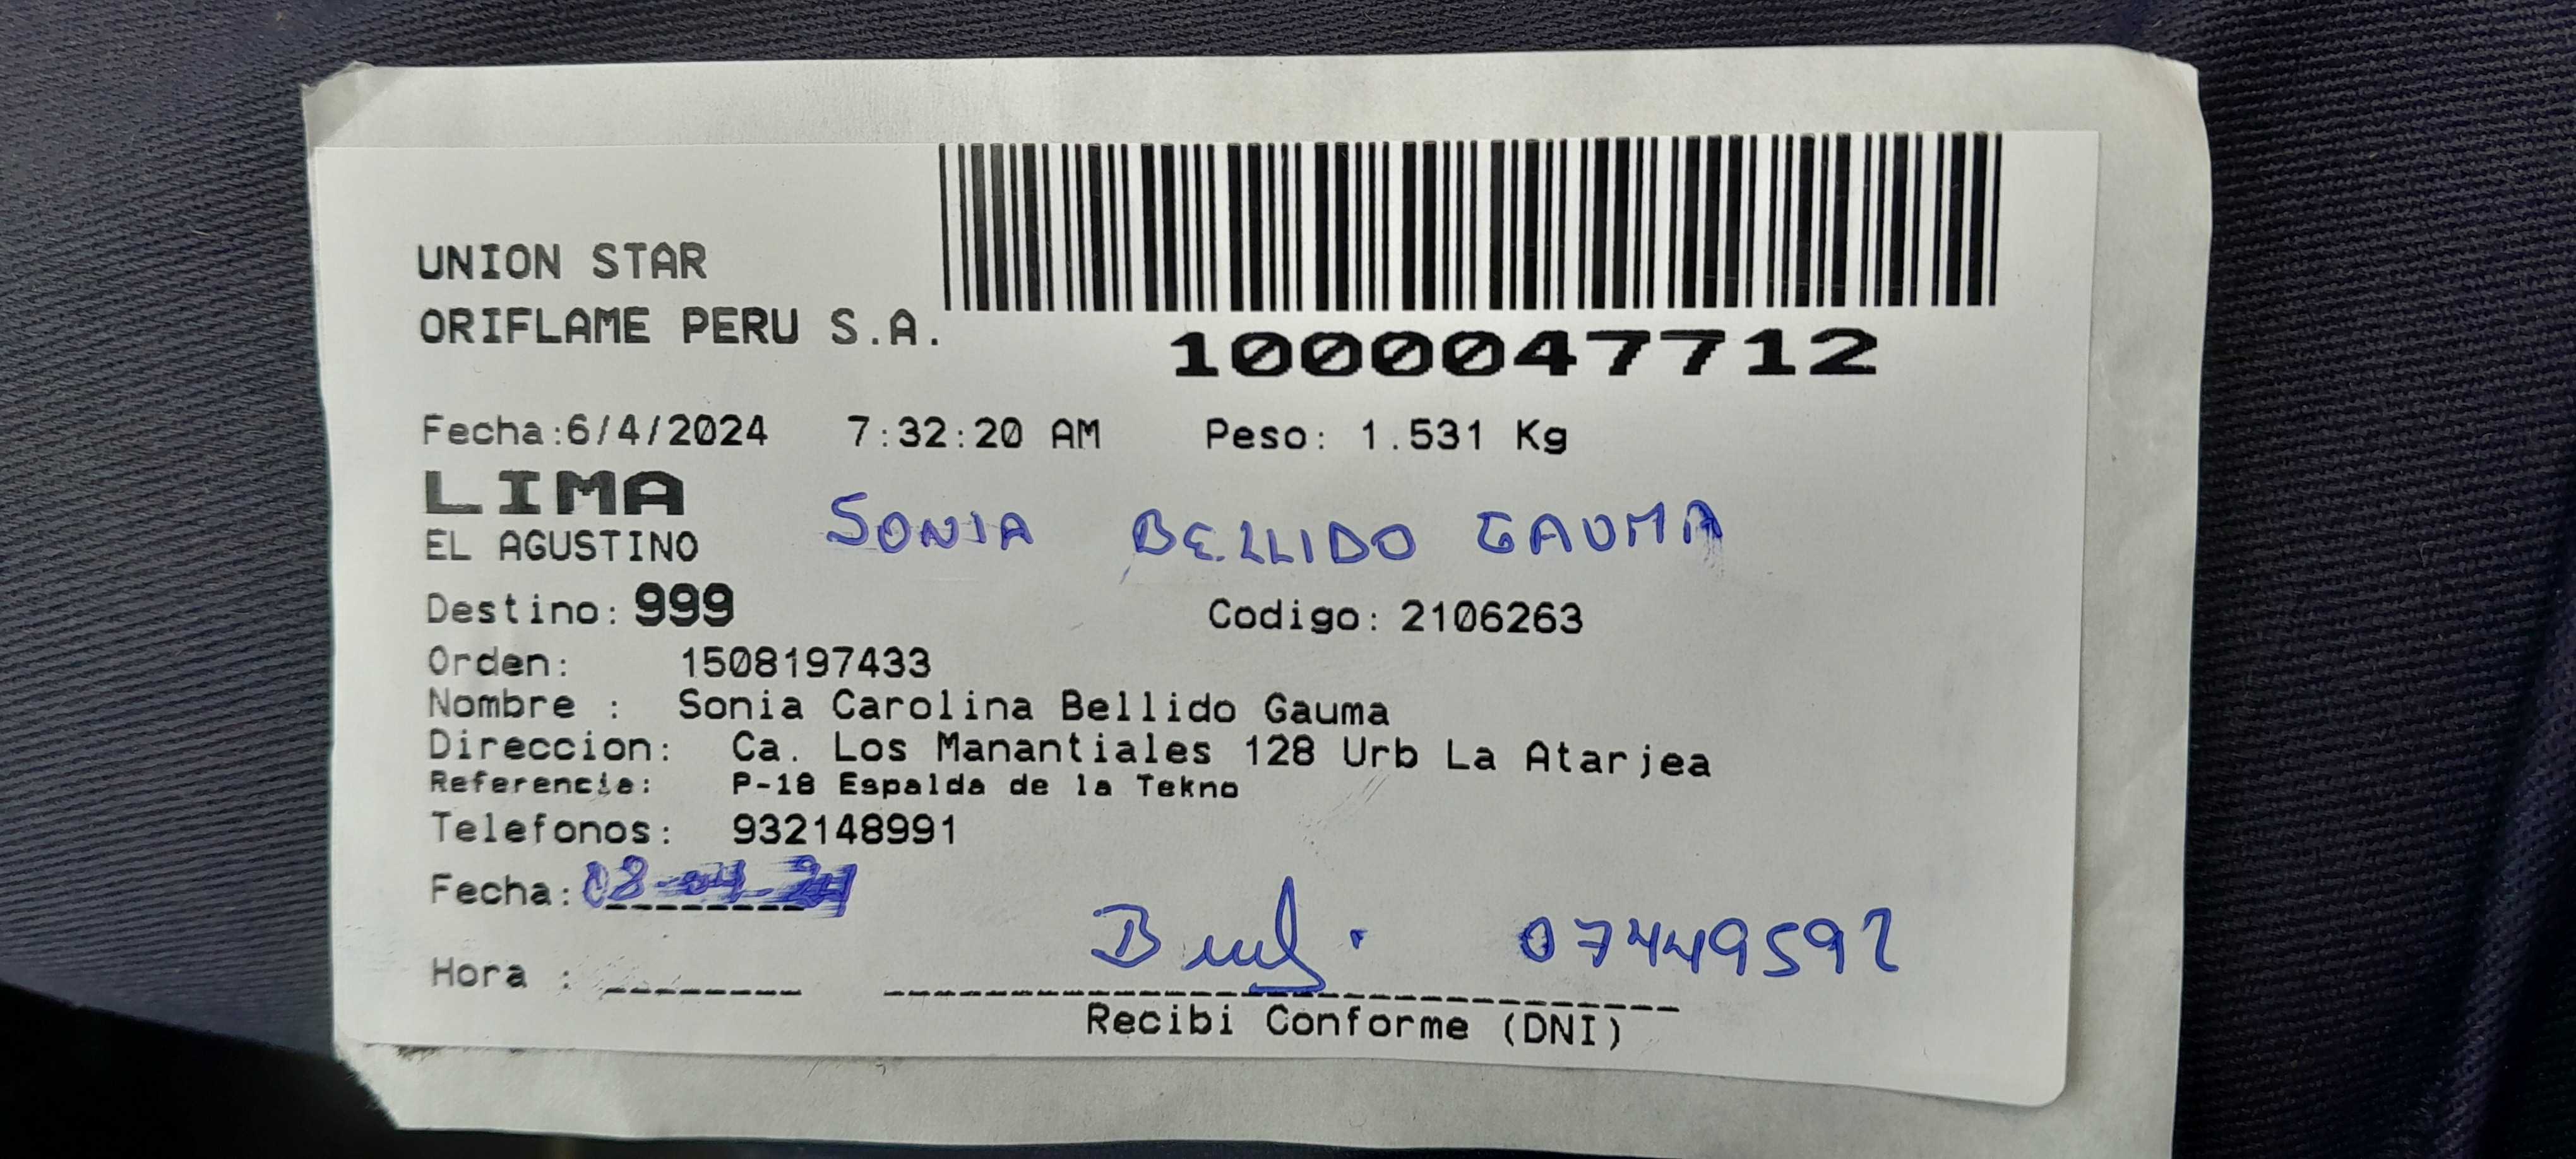 UNION STAR
ORIFLAME PERU S.A.
1000047712
Fecha:6/4/2024 7:32:20 AM Peso: 1.531 Kg
LIMA
EL AGUSTINO
SONIA BELLIDO GAUMA
Destino: 999 Codigo: 2106263
Orden: 1508197433
Nombre : Sonia Carolina Bellido Gauma
Direccion: Ca. Los Manantiales 128 Urb La Atarjea
Referencia: P-18 Espalda de la Tekno
Telefonos: 932148991
Fecha: 08-04-24
07449592
Hora :
Recibi Conforme (DNI)